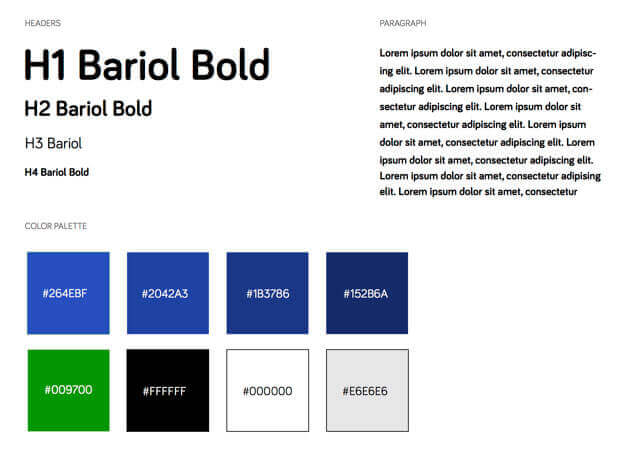 HEADERS
H1 Bariol Bold
H2 Bariol Bold
H3 Bariol
H4 Bariol Bold
PARAGRAPH
Lorem ipsum dolor sit amet, consectetur adipisc-
ing elit. Lorem ipsum dolor sit amet, consectetur
adipiscing elit. Lorem ipsum dolor sit amet, con-
sectetur adipiscing elit. Lorem ipsum dolor sit
amet, consectetur adipiscing elit. Lorem ipsum
dolor sit amet, consectetur adipiscing elit. Lorem
ipsum dolor sit amet, consectetur adipiscing elit.
Lorem ipsum dolor sit amet, consectetur adipising
elit. Lorem ipsum dolor sit amet, consectetur
COLOR PALETTE
#264EBF
#2042A3
#1B3786
#152B6A
#009700
#FFFFFF
#000000
#E6E6E6